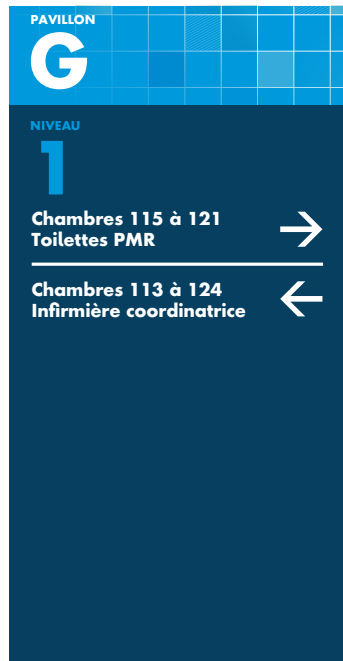 PAVILLON
G
NIVEAU
1
Chambres 115 à 121
Toilettes PMR
Chambres 113 à 124
Infirmière coordinatrice